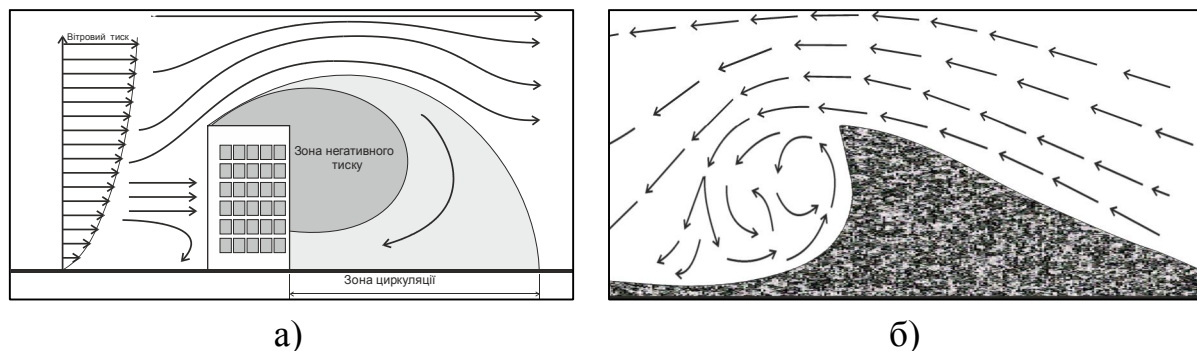 Вітровий тиск
Зона негативного
тиску
Зона циркуляції
а)
б)